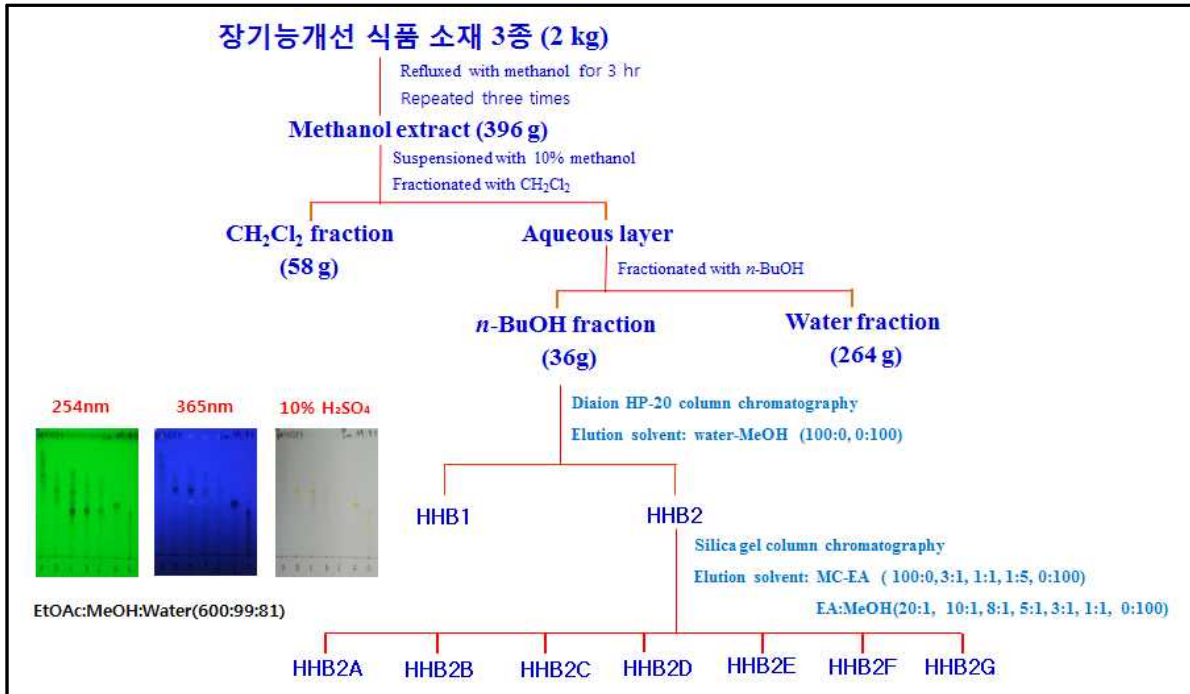 장기능개선 식품 소재 3종 (2 kg)
Refluxed with methanol for 3 hr
Repeated three times
Methanol extract (396 g)
Suspensioned with 10% methanol
Fractionated with CH₂Cl₂
CH₂Cl₂ fraction
(58 g)
Aqueous layer
Fractionated with n-BuOH
n-BuOH fraction
(36g)
Water fraction
(264 g)
Diaion HP-20 column chromatography
Elution solvent: water-MeOH (100:0, 0:100)
254nm
365nm
10% H₂SO₄
EtOAc:MeOH:Water(600:99:81)
HHB1
HHB2
Silica gel column chromatography
Elution solvent: MC-EA ( 100:0, 3:1, 1:1, 1:5, 0:100)
EA:MeOH(20:1, 10:1, 8:1, 5:1, 3:1, 1:1, 0:100)
HHB2A
HHB2B
HHB2C
HHB2D
HHB2E
HHB2F
HHB2G